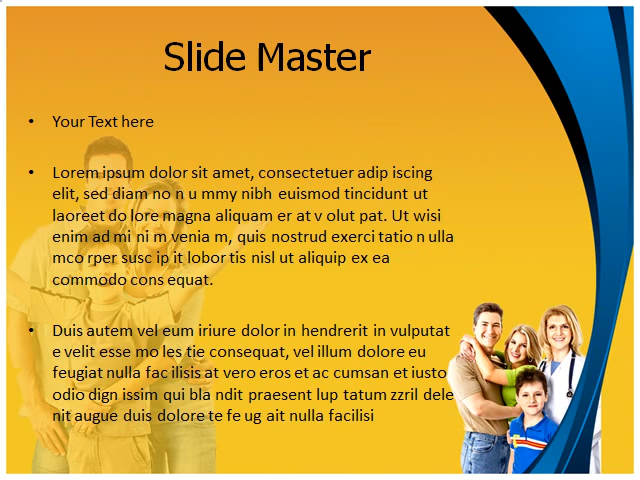 Slide Master
• Your Text here
• Lorem ipsum dolor sit amet, consectetuer adip iscing
elit, sed diam no n u mmy nibh euismod tincidunt ut
laoreet do lore magna aliquam er at v olut pat. Ut wisi
enim ad mi ni m venia m, quis nostrud exerci tatio n ulla
mco rper susc ip it lobor tis nisl ut aliquip ex ea
commodo cons equat.
• Duis autem vel eum iriure dolor in hendrerit in vulputat
e velit esse mo les tie consequat, vel illum dolore eu
feugiat nulla fac ilisis at vero eros et ac cumsan et iusto
odio dign issim qui bla ndit praesent lup tatum zzril dele
nit augue duis dolore te fe ug ait nulla facilisi